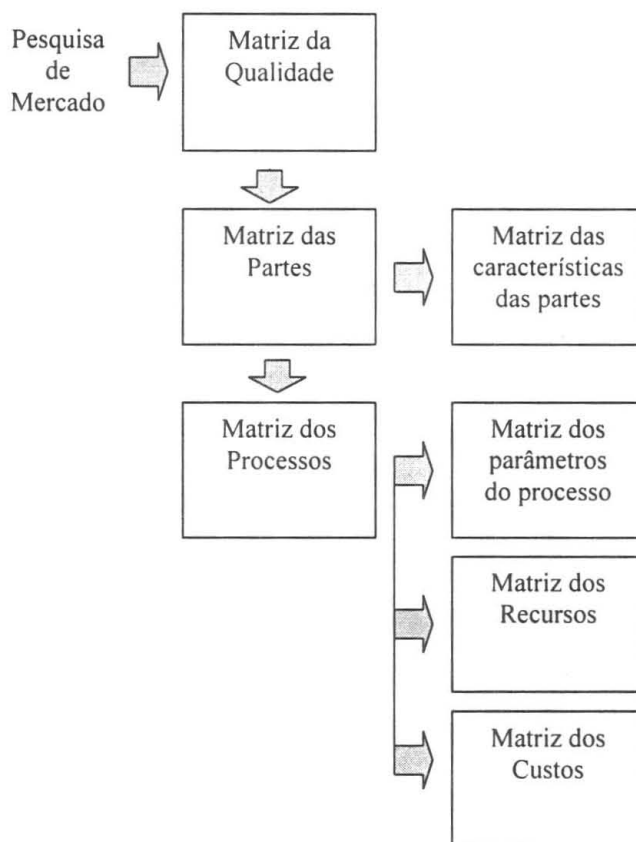 Pesquisa
de
Mercado
Matriz da
Qualidade
Matriz das
Partes
Matriz das
características
das partes
Matriz dos
Processos
Matriz dos
parâmetros
do processo
Matriz dos
Recursos
Matriz dos
Custos